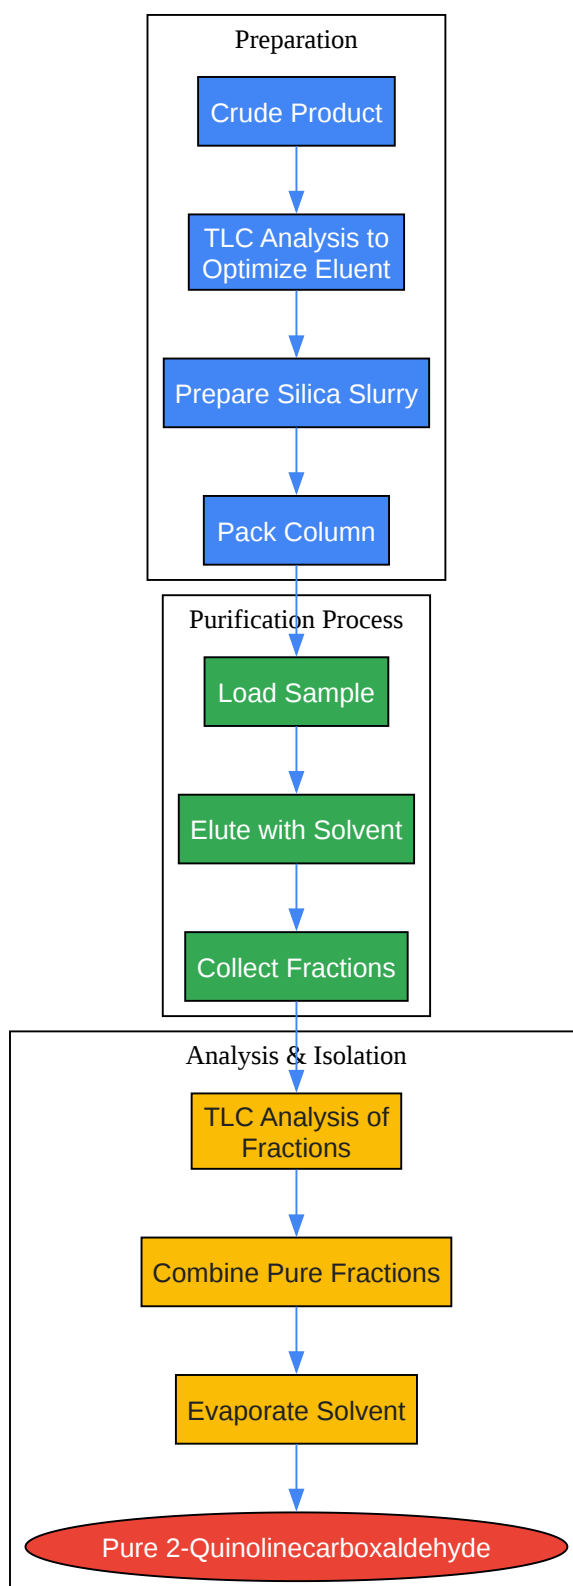 Preparation
Crude Product
TLC Analysis to
Optimize Eluent
Prepare Silica Slurry
Pack Column
Purification Process
Load Sample
Elute with Solvent
Collect Fractions
Analysis & Isolation
TLC Analysis of
Fractions
Combine Pure Fractions
Evaporate Solvent
Pure 2-Quinolinecarboxaldehyde